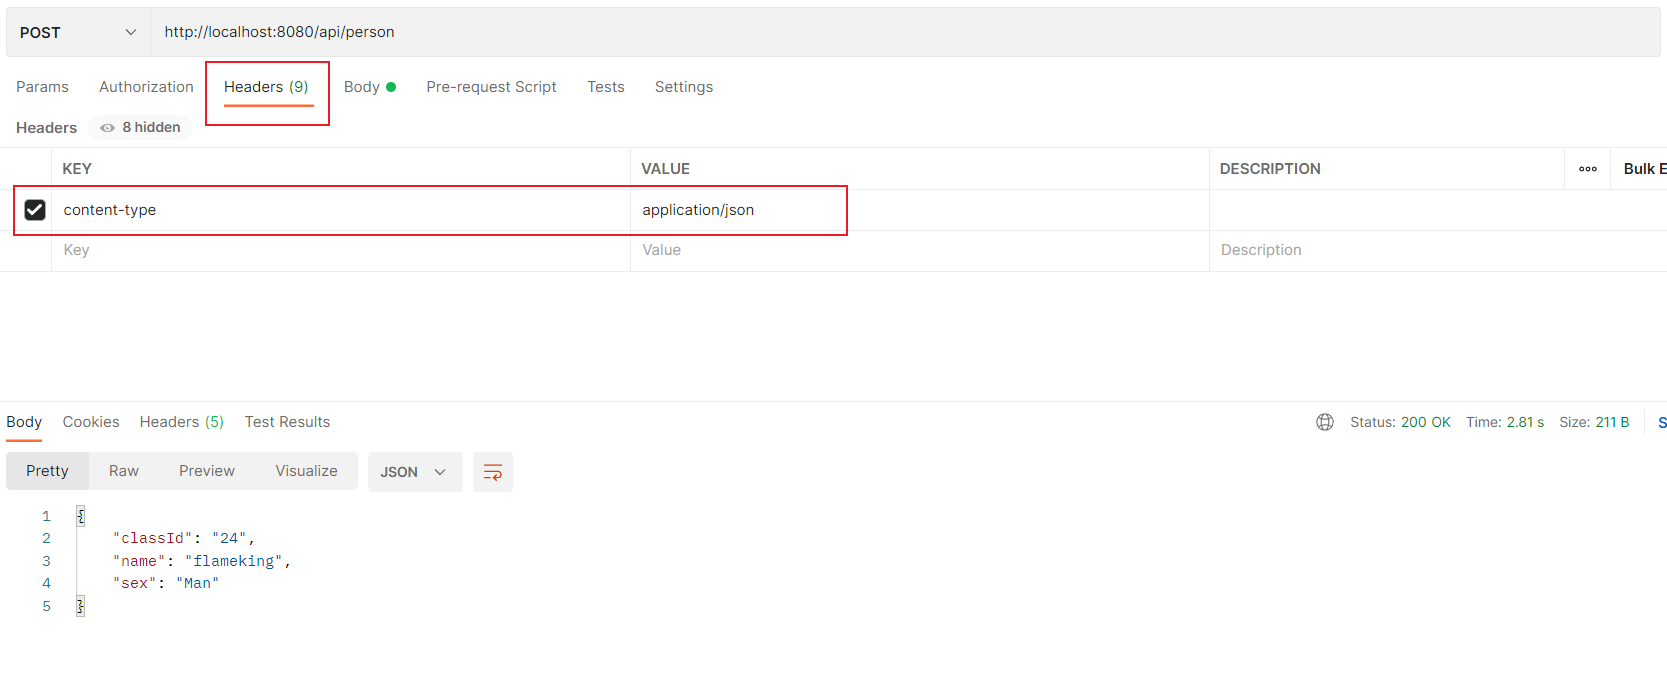 POST http://localhost:8080/api/person
Params Authorization Headers (9) Body Pre-request Script Tests Settings
Headers 8 hidden
KEY VALUE DESCRIPTION ooo Bulk E
content-type application/json
Key Value Description
Body Cookies Headers (5) Test Results Status: 200 OK Time: 2.81 s Size: 211 B S
Pretty Raw Preview Visualize JSON
1 {
2 "classId": "24",
3 "name": "flameking",
4 "sex": "Man"
5 }